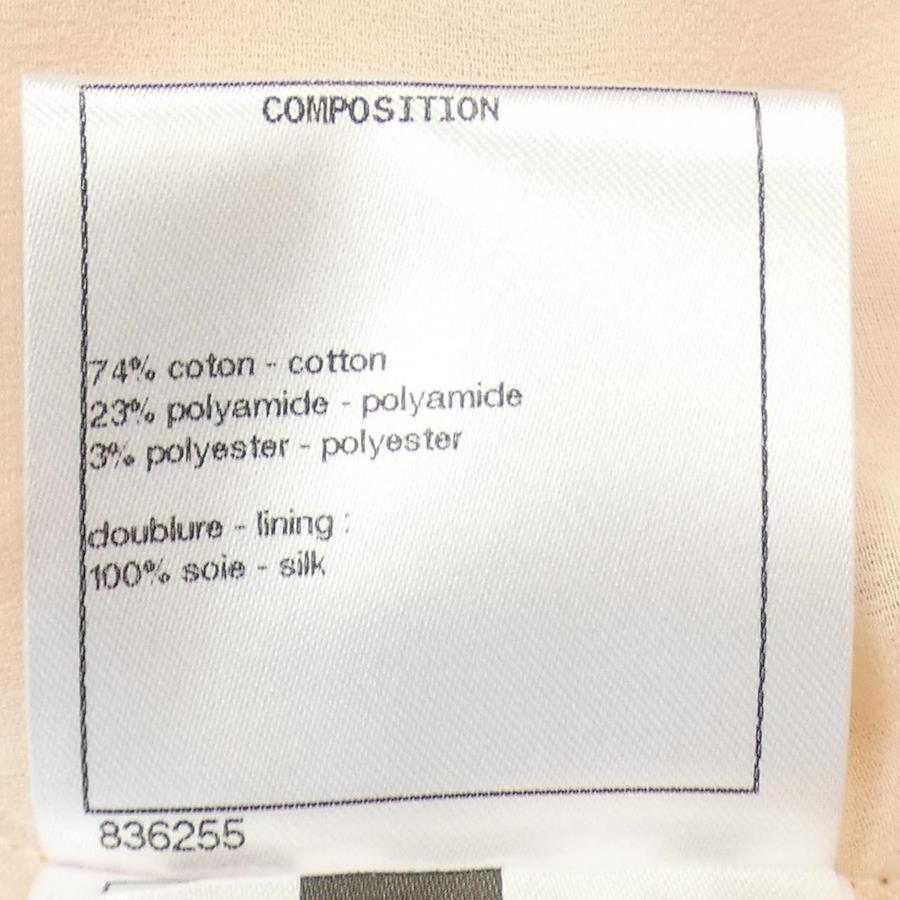 COMPOSITION
74% coton - cotton
23% polyamide - polyamide
3% polyester - polyester
doublure - lining :
100% soie - silk
836255